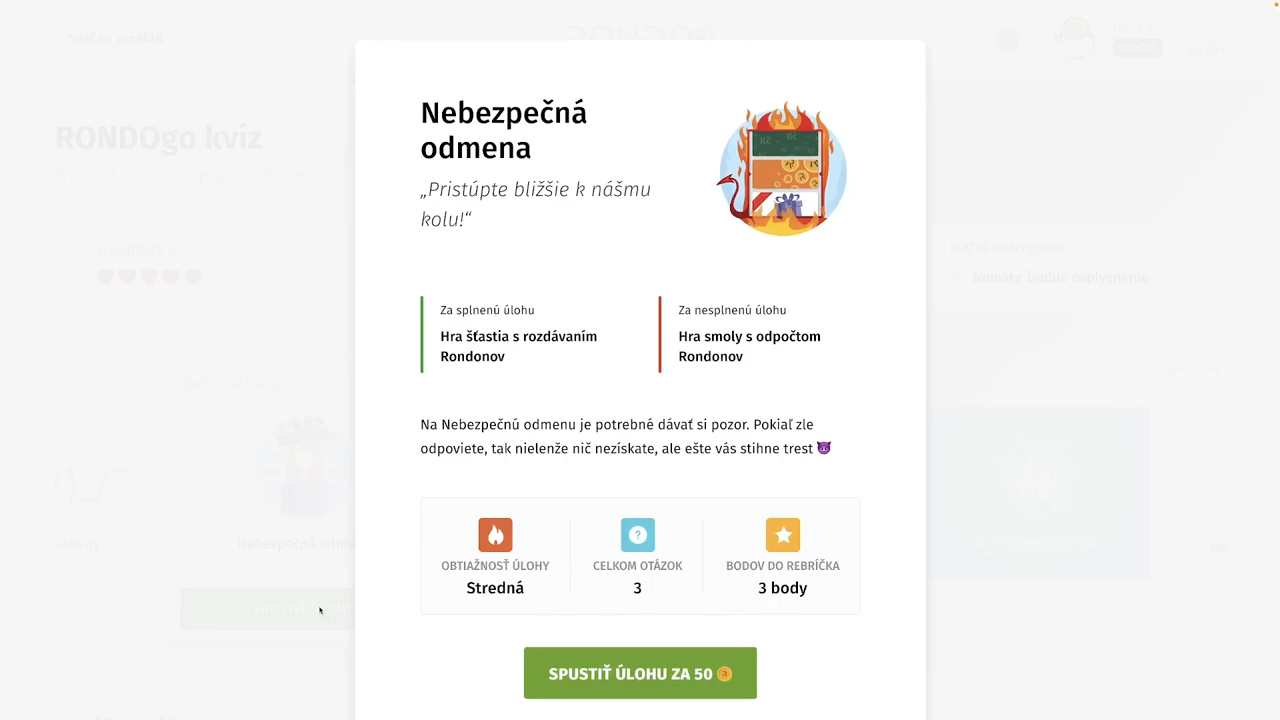 RONDOgo kvíz
Nebezpečná
odmena
„Pristúpte bližšie k nášmu
kolu!“
Nemáte žiadne ovplyvnenie
Za splnenú úlohu
Hra šťastia s rozdávaním
Rondonov
Za nesplnenú úlohu
Hra smoly s odpočtom
Rondonov
Na Nebezpečnú odmenu je potrebné dávať si pozor. Pokiaľ zle
odpoviete, tak nielenže nič nezískate, ale ešte vás stihne trest
OBTIAŽNOSŤ ÚLOHY
Stredná
CELKOM OTÁZOK
3
BODOV DO REBRÍČKA
3 body
SPUSTIŤ ÚLOHU ZA 50